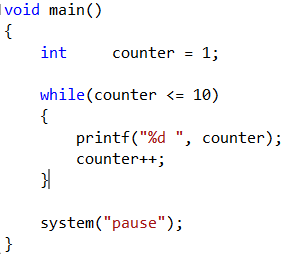 void main()
{
int counter = 1;
while(counter <= 10)
{
printf("%d ", counter);
counter++;
}
system("pause");
}